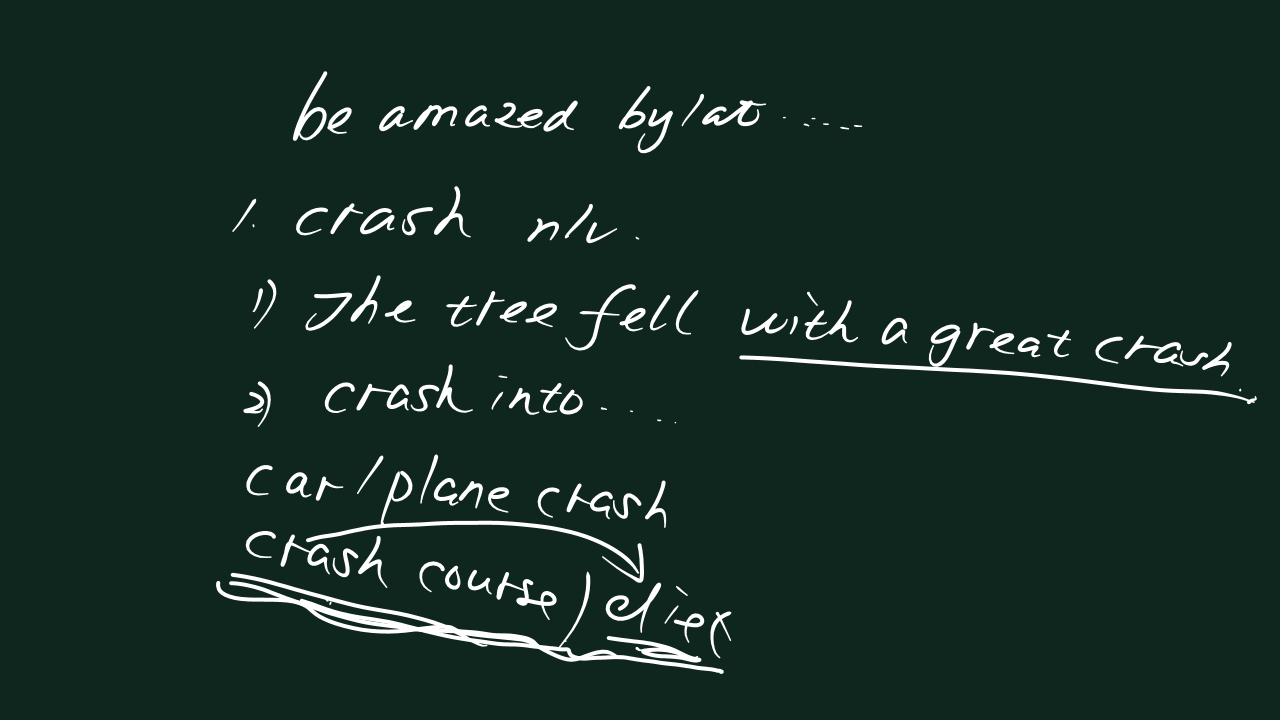 be amazed by/at .....
1. crash n/v.
1) The tree fell with a great crash.
2) crash into ....
car/plane crash
crash course/diet